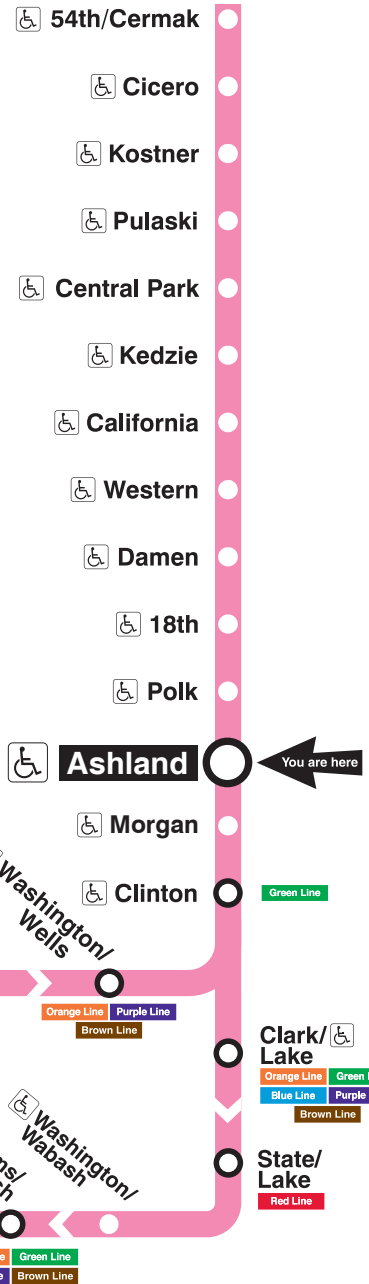 54th/Cermak
Cicero
Kostner
Pulaski
Central Park
Kedzie
California
Western
Damen
18th
Polk
Ashland
You are here
Morgan
Clinton
Green Line
Washington/
Wells
Orange Line Purple Line
Brown Line
Clark/
Lake
Orange Line Green
Blue Line Purple
Brown Line
Washington/
Wabash
State/
Lake
Red Line
Green Line
Brown Line